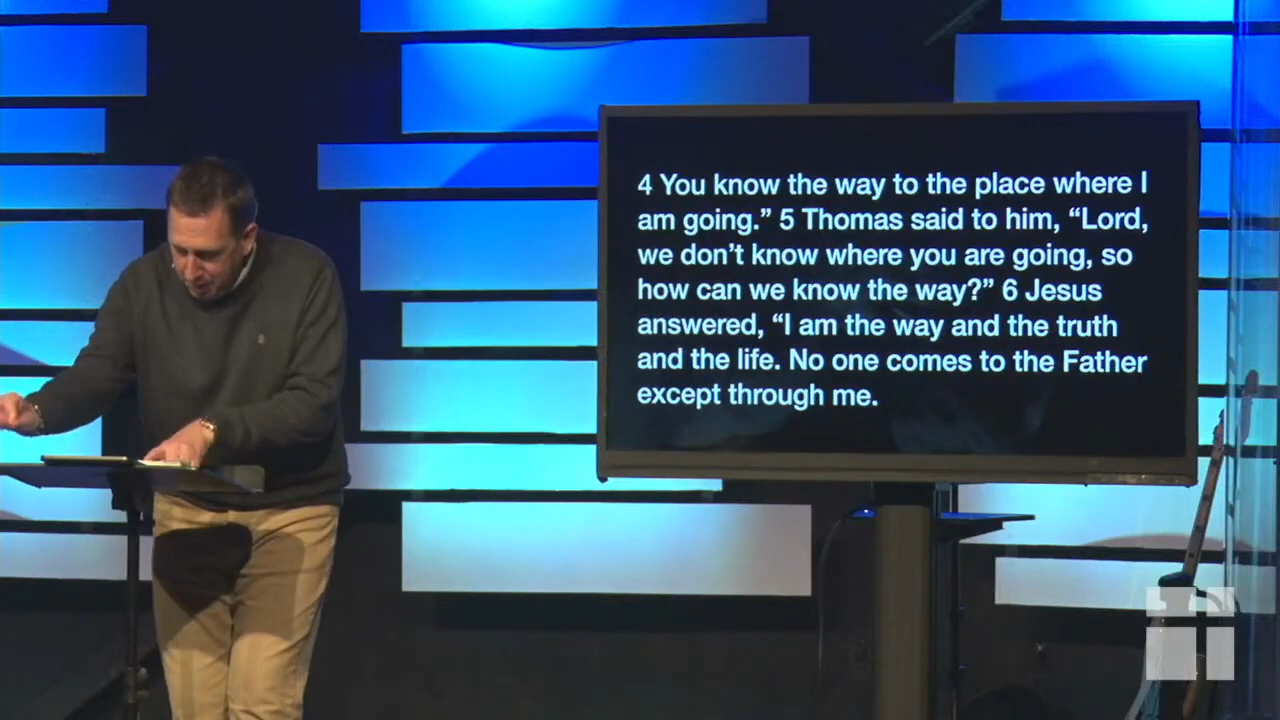 4 You know the way to the place where I
am going.” 5 Thomas said to him, “Lord,
we don’t know where you are going, so
how can we know the way?” 6 Jesus
answered, “I am the way and the truth
and the life. No one comes to the Father
except through me.